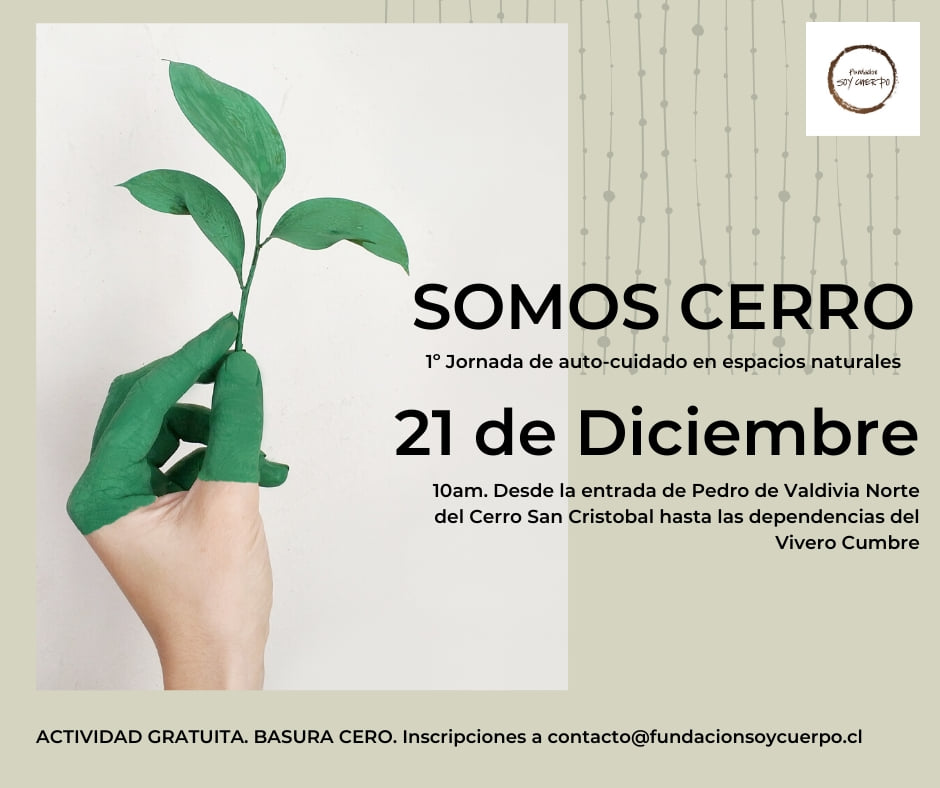 Fundación
SOY CUERPO
SOMOS CERRO
1º Jornada de auto-cuidado en espacios naturales
21 de Diciembre
10am. Desde la entrada de Pedro de Valdivia Norte
del Cerro San Cristobal hasta las dependencias del
Vivero Cumbre
ACTIVIDAD GRATUITA. BASURA CERO. Inscripciones a contacto@fundacionsoycuerpo.cl